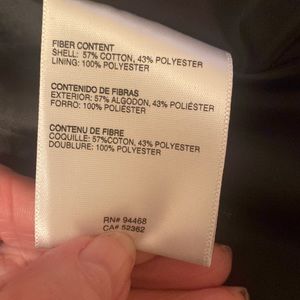 FIBER CONTENT
SHELL: 57% COTTON, 43% POLYESTER
LINING: 100% POLYESTER
CONTENIDO DE FIBRAS
EXTERIOR: 57% ALGODON, 43% POLIÉSTER
FORRO: 100% POLIÉSTER
CONTENU DE FIBRE
COQUILLE: 57%COTON, 43% POLYESTER
DOUBLURE: 100% POLYESTER
RN# 94468
CA# 52362